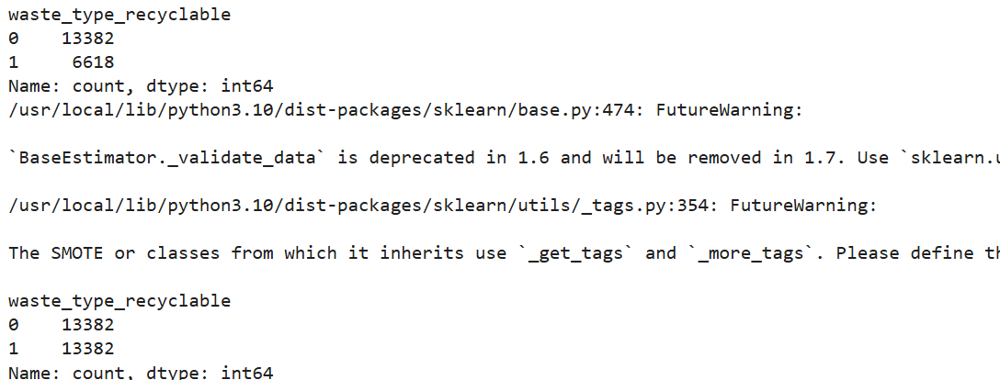 waste_type_recyclable
0    13382
1     6618
Name: count, dtype: int64
/usr/local/lib/python3.10/dist-packages/sklearn/base.py:474: FutureWarning:
`BaseEstimator._validate_data` is deprecated in 1.6 and will be removed in 1.7. Use `sklearn.
/usr/local/lib/python3.10/dist-packages/sklearn/utils/_tags.py:354: FutureWarning:
The SMOTE or classes from which it inherits use `_get_tags` and `_more_tags`. Please define
waste_type_recyclable
0    13382
1    13382
Name: count, dtype: int64